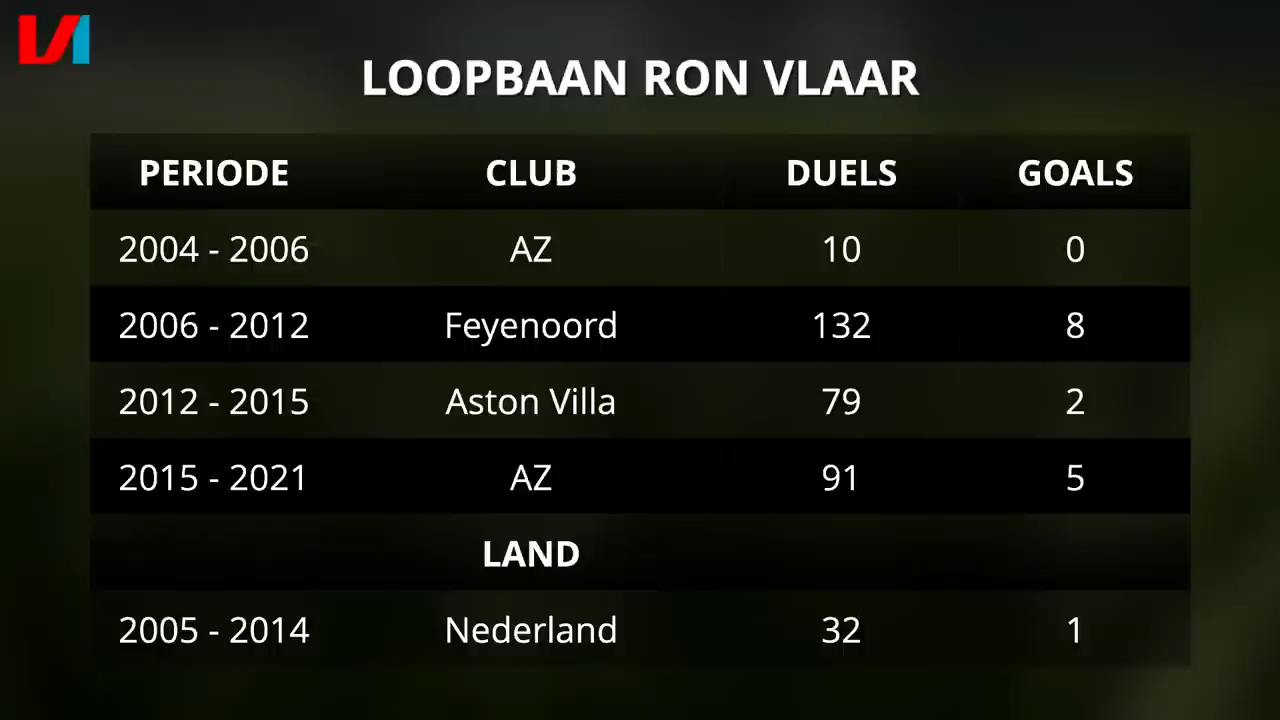 VI
LOOPBAAN RON VLAAR
PERIODE CLUB DUELS GOALS
2004 - 2006 AZ 10 0
2006 - 2012 Feyenoord 132 8
2012 - 2015 Aston Villa 79 2
2015 - 2021 AZ 91 5
LAND
2005 - 2014 Nederland 32 1